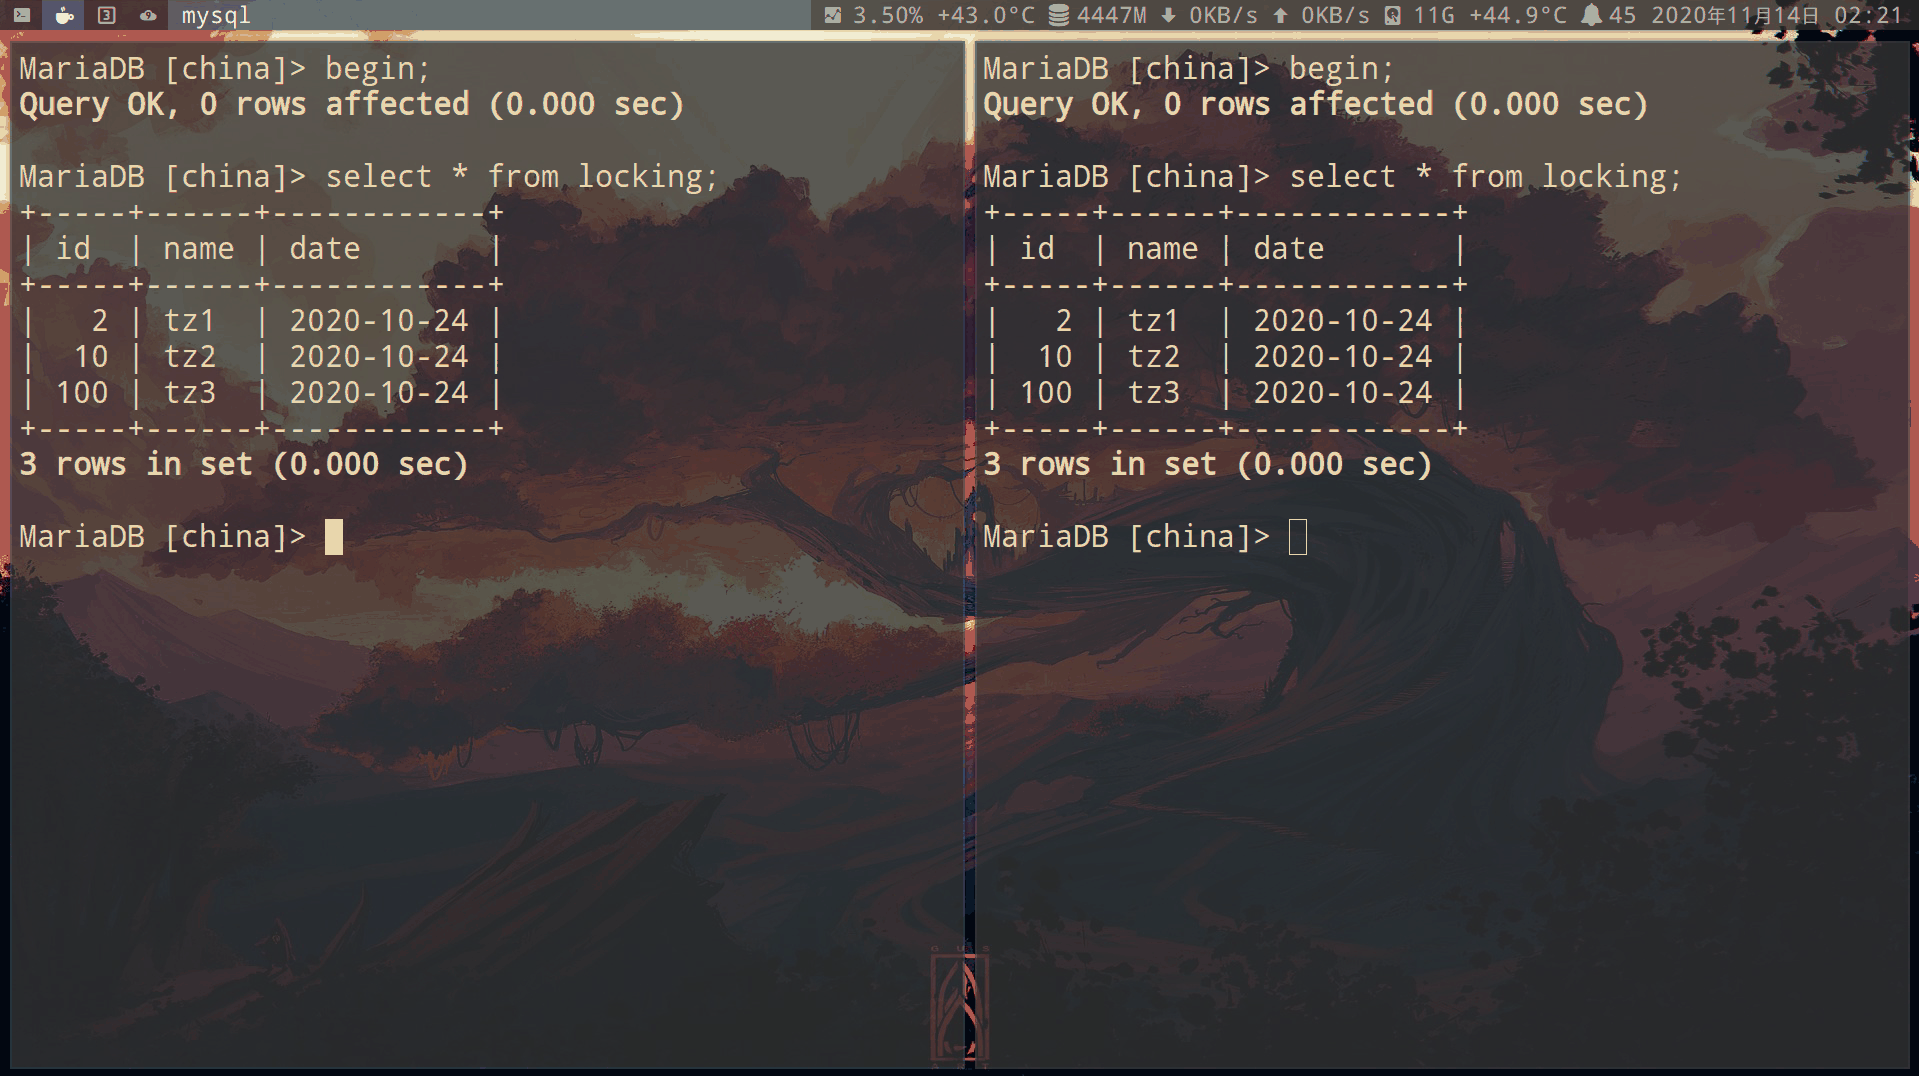 3 mysql 3.50% +43.0°C 4447M 0KB/s 0KB/s 11G +44.9°C 45 2020年11月14日 02:21
MariaDB [china]> begin;
Query OK, 0 rows affected (0.000 sec)
MariaDB [china]> select * from locking;
+-----+------+------------+
| id  | name | date       |
+-----+------+------------+
|   2 | tz1  | 2020-10-24 |
|  10 | tz2  | 2020-10-24 |
| 100 | tz3  | 2020-10-24 |
+-----+------+------------+
3 rows in set (0.000 sec)
MariaDB [china]>
MariaDB [china]> begin;
Query OK, 0 rows affected (0.000 sec)
MariaDB [china]> select * from locking;
+-----+------+------------+
| id  | name | date       |
+-----+------+------------+
|   2 | tz1  | 2020-10-24 |
|  10 | tz2  | 2020-10-24 |
| 100 | tz3  | 2020-10-24 |
+-----+------+------------+
3 rows in set (0.000 sec)
MariaDB [china]>